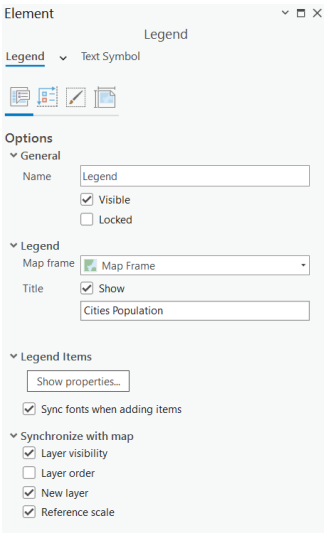 Element
Legend
Legend Text Symbol
Options
General
Name Legend
Visible
Locked
Legend
Map frame Map Frame
Title Show
Cities Population
Legend Items
Show properties...
Sync fonts when adding items
Synchronize with map
Layer visibility
Layer order
New layer
Reference scale